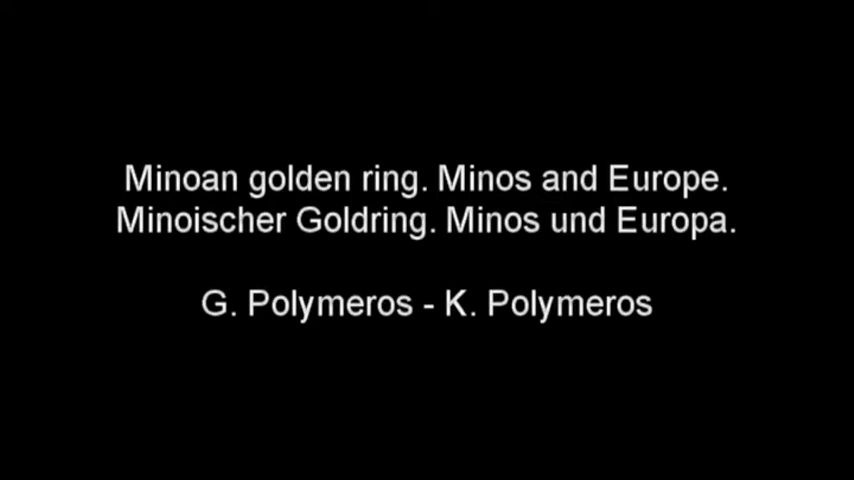 Minoan golden ring. Minos and Europe.
Minoischer Goldring. Minos und Europa.
G. Polymeros - K. Polymeros